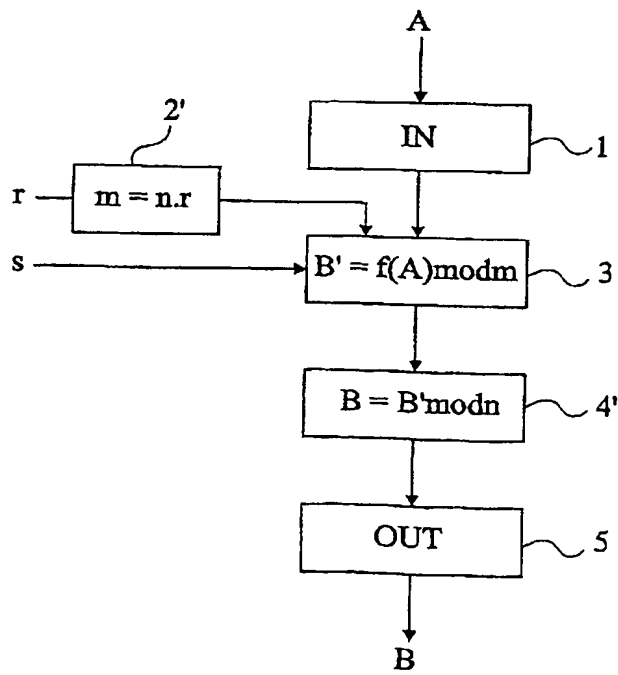 A
IN
1
2'
r
m = n.r
s
B' = f(A)modm
3
B = B'modn
4'
OUT
5
B